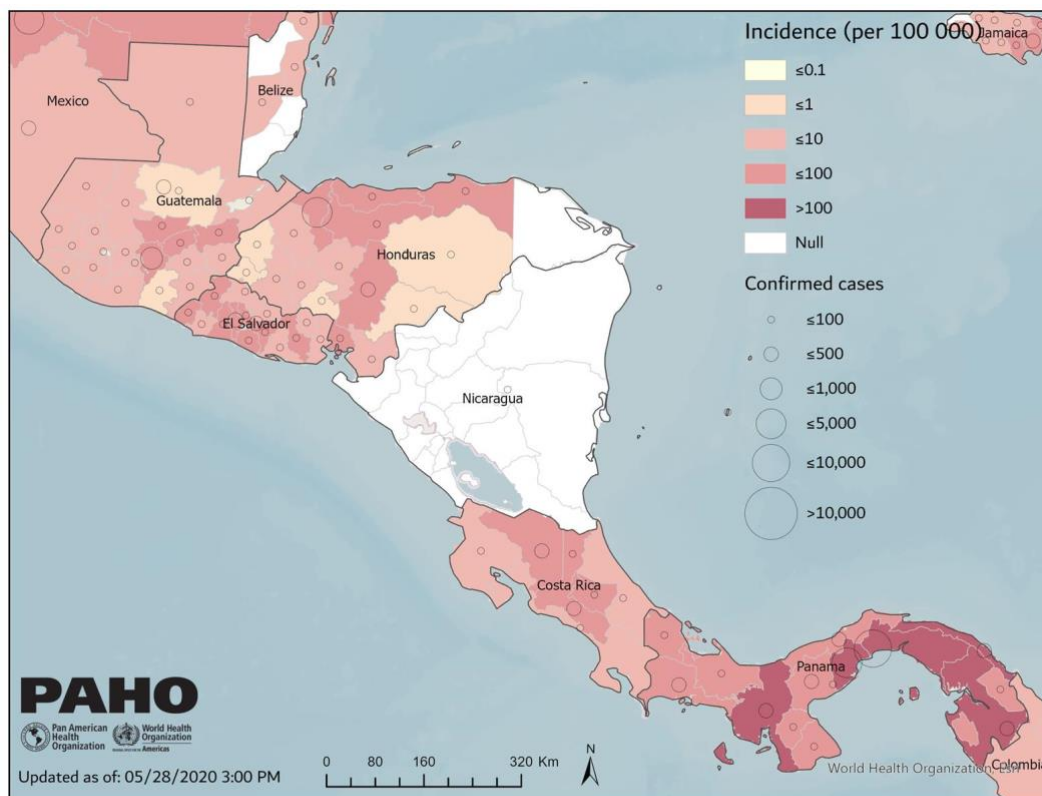 Incidence (per 100 000)
Jamaica
≤0.1
≤1
≤10
≤100
>100
Null
Confirmed cases
≤100
≤500
≤1,000
≤5,000
≤10,000
>10,000
Mexico
Belize
Guatemala
Honduras
El Salvador
Nicaragua
Costa Rica
Panama
Colombia
PAHO
Pan American
Health
Organization
World Health
Organization
Americas
Updated as of: 05/28/2020 3:00 PM
0 80 160 320 Km
N
World Health Organization, Esri